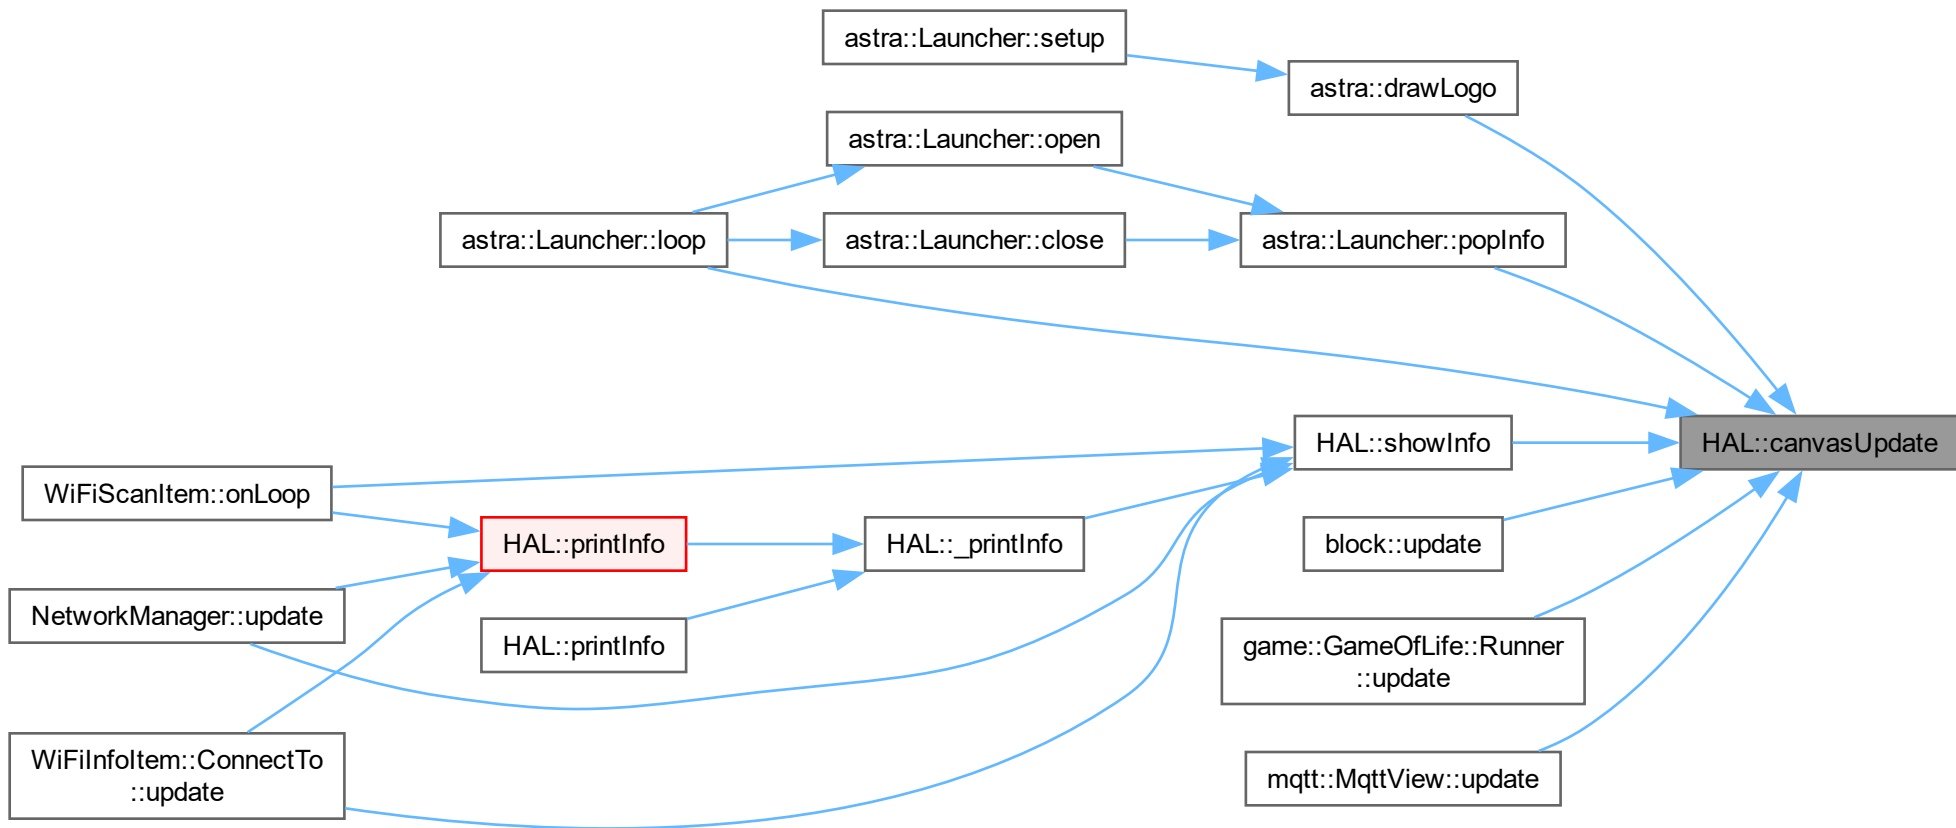 astra::Launcher::setup
astra::drawLogo
astra::Launcher::open
astra::Launcher::loop
astra::Launcher::close
astra::Launcher::popInfo
HAL::showInfo
HAL::canvasUpdate
WiFiScanItem::onLoop
HAL::printInfo
HAL::_printInfo
block::update
NetworkManager::update
HAL::printInfo
game::GameOfLife::Runner
::update
WiFiInfoItem::ConnectTo
::update
mqtt::MqttView::update